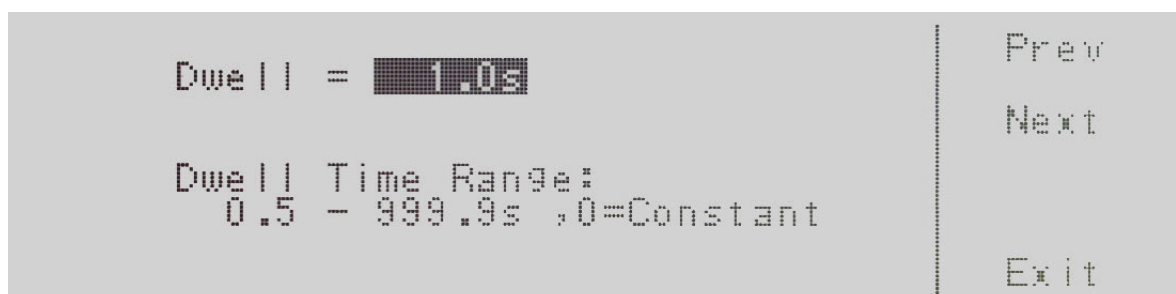 Dwell = 1.0s
Dwell Time Range:
0.5 - 999.9s ,0=Constant
Prev
Next
Exit